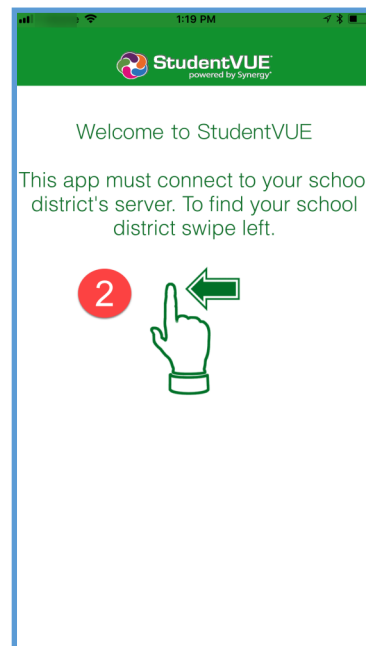 1:19 PM
StudentVUE
powered by Synergy
Welcome to StudentVUE
This app must connect to your schoo
district's server. To find your school
district swipe left.
2